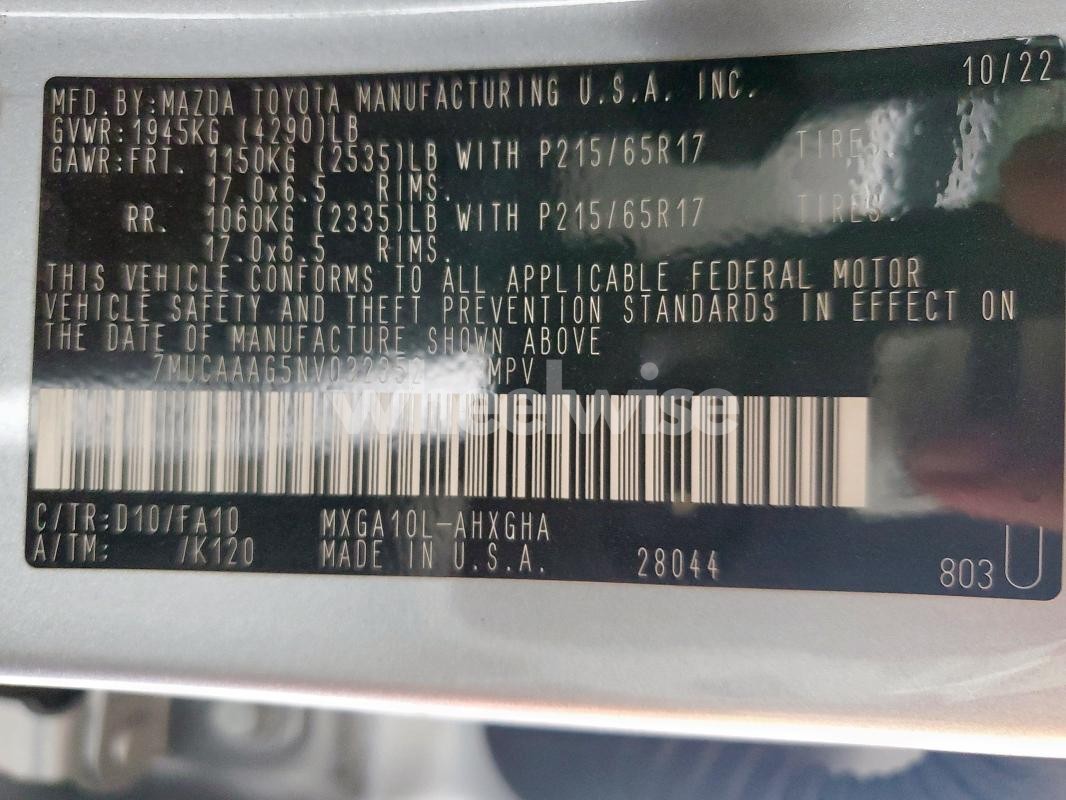 10/22
MFD. BY: MAZDA TOYOTA MANUFACTURING U.S.A. INC.
GVWR: 1945KG (4290)LB
GAWR: FRT. 1150KG (2535)LB WITH P215/65R17 TIRES.
17.0x6.5 RIMS.
RR. 1060KG (2335)LB WITH P215/65R17 TIRES.
17.0x6.5 RIMS.
THIS VEHICLE CONFORMS TO ALL APPLICABLE FEDERAL MOTOR
VEHICLE SAFETY AND THEFT PREVENTION STANDARDS IN EFFECT ON
THE DATE OF MANUFACTURE SHOWN ABOVE
7MUCAAAG5NV032352 MPV
wheelwise
C/TR: D10/FA10 MXGA10L-AHXGHA
A/TM: /K120 MADE IN U.S.A. 28044 803 U